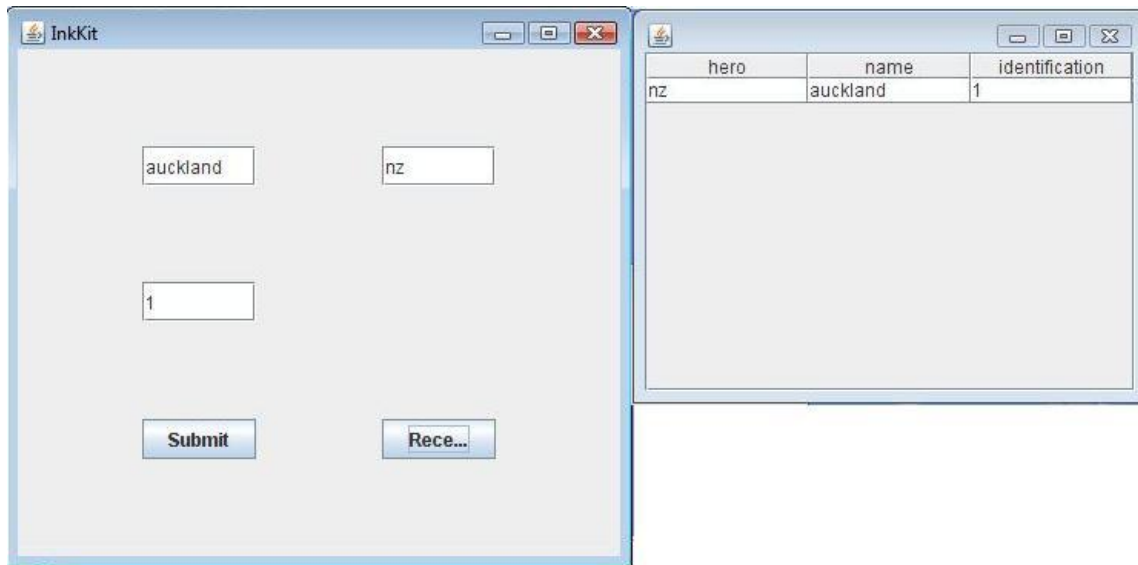 InkKit
auckland nz
1
Submit Rece...
hero name identification
nz auckland 1